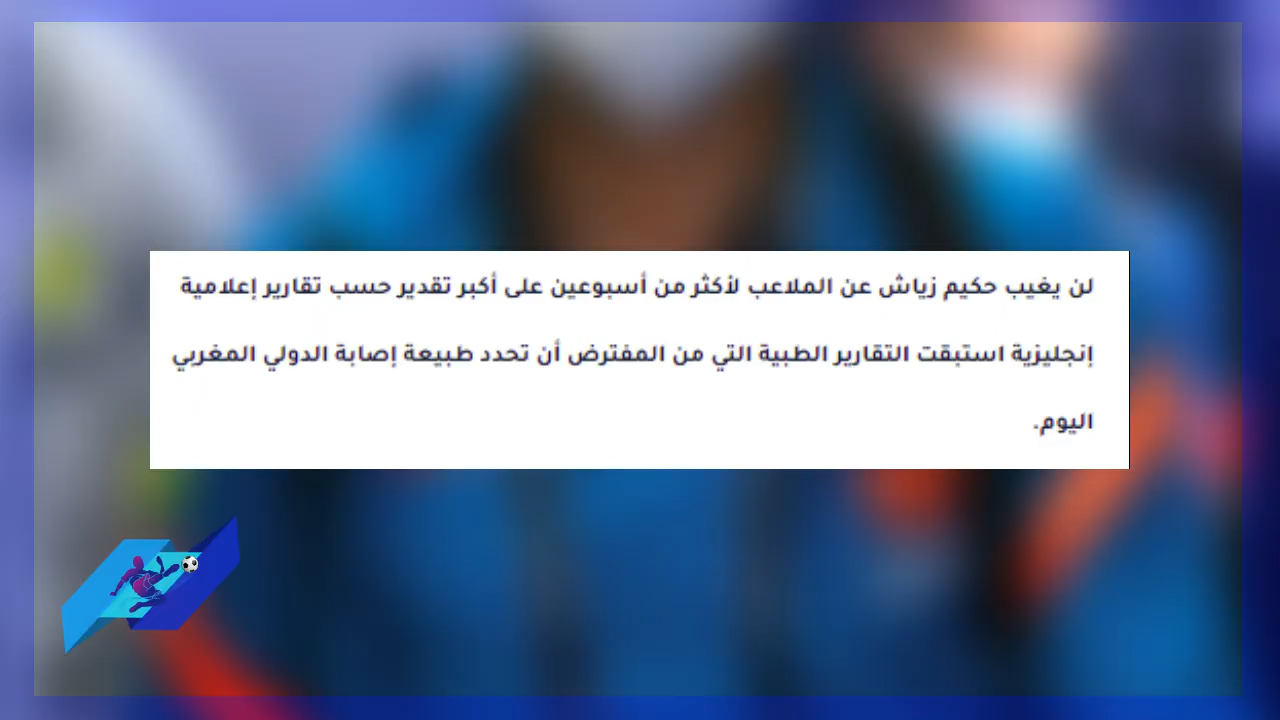 لن يغيب حكيم زياش عن الملاعب لأكثر من أسبوعين على أكبر تقدير حسب تقارير إعلامية
إنجليزية استبقت التقارير الطبية التي من المفترض أن تحدد طبيعة إصابة الدولي المغربي
اليوم.